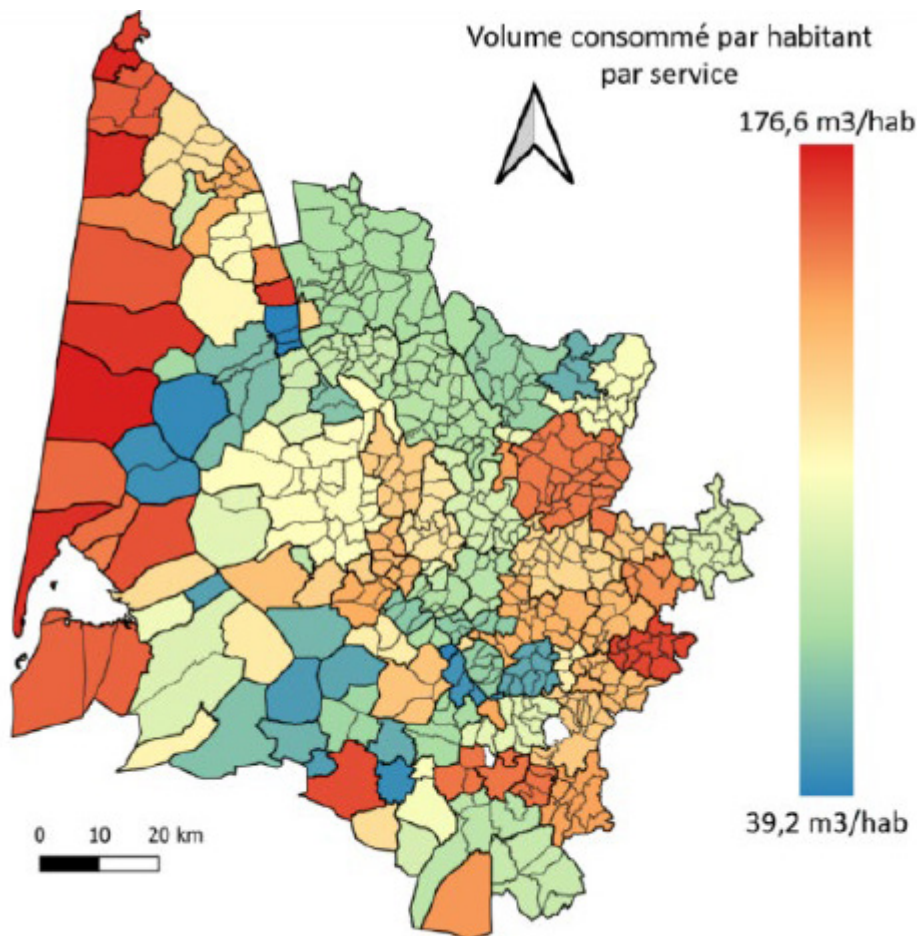 Volume consommé par habitant
par service
176,6 m3/hab
39,2 m3/hab
0 10 20 km